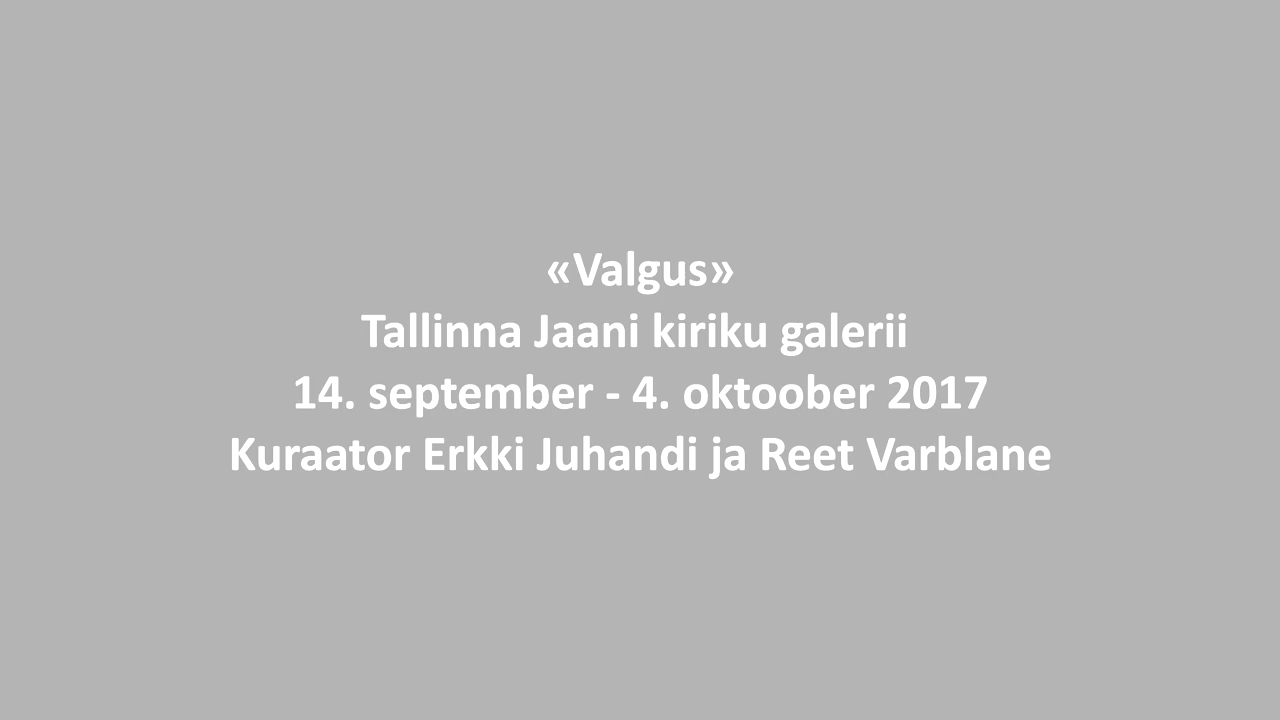 «Valgus»
Tallinna Jaani kiriku galerii
14. september - 4. oktoober 2017
Kuraator Erkki Juhandi ja Reet Varblane